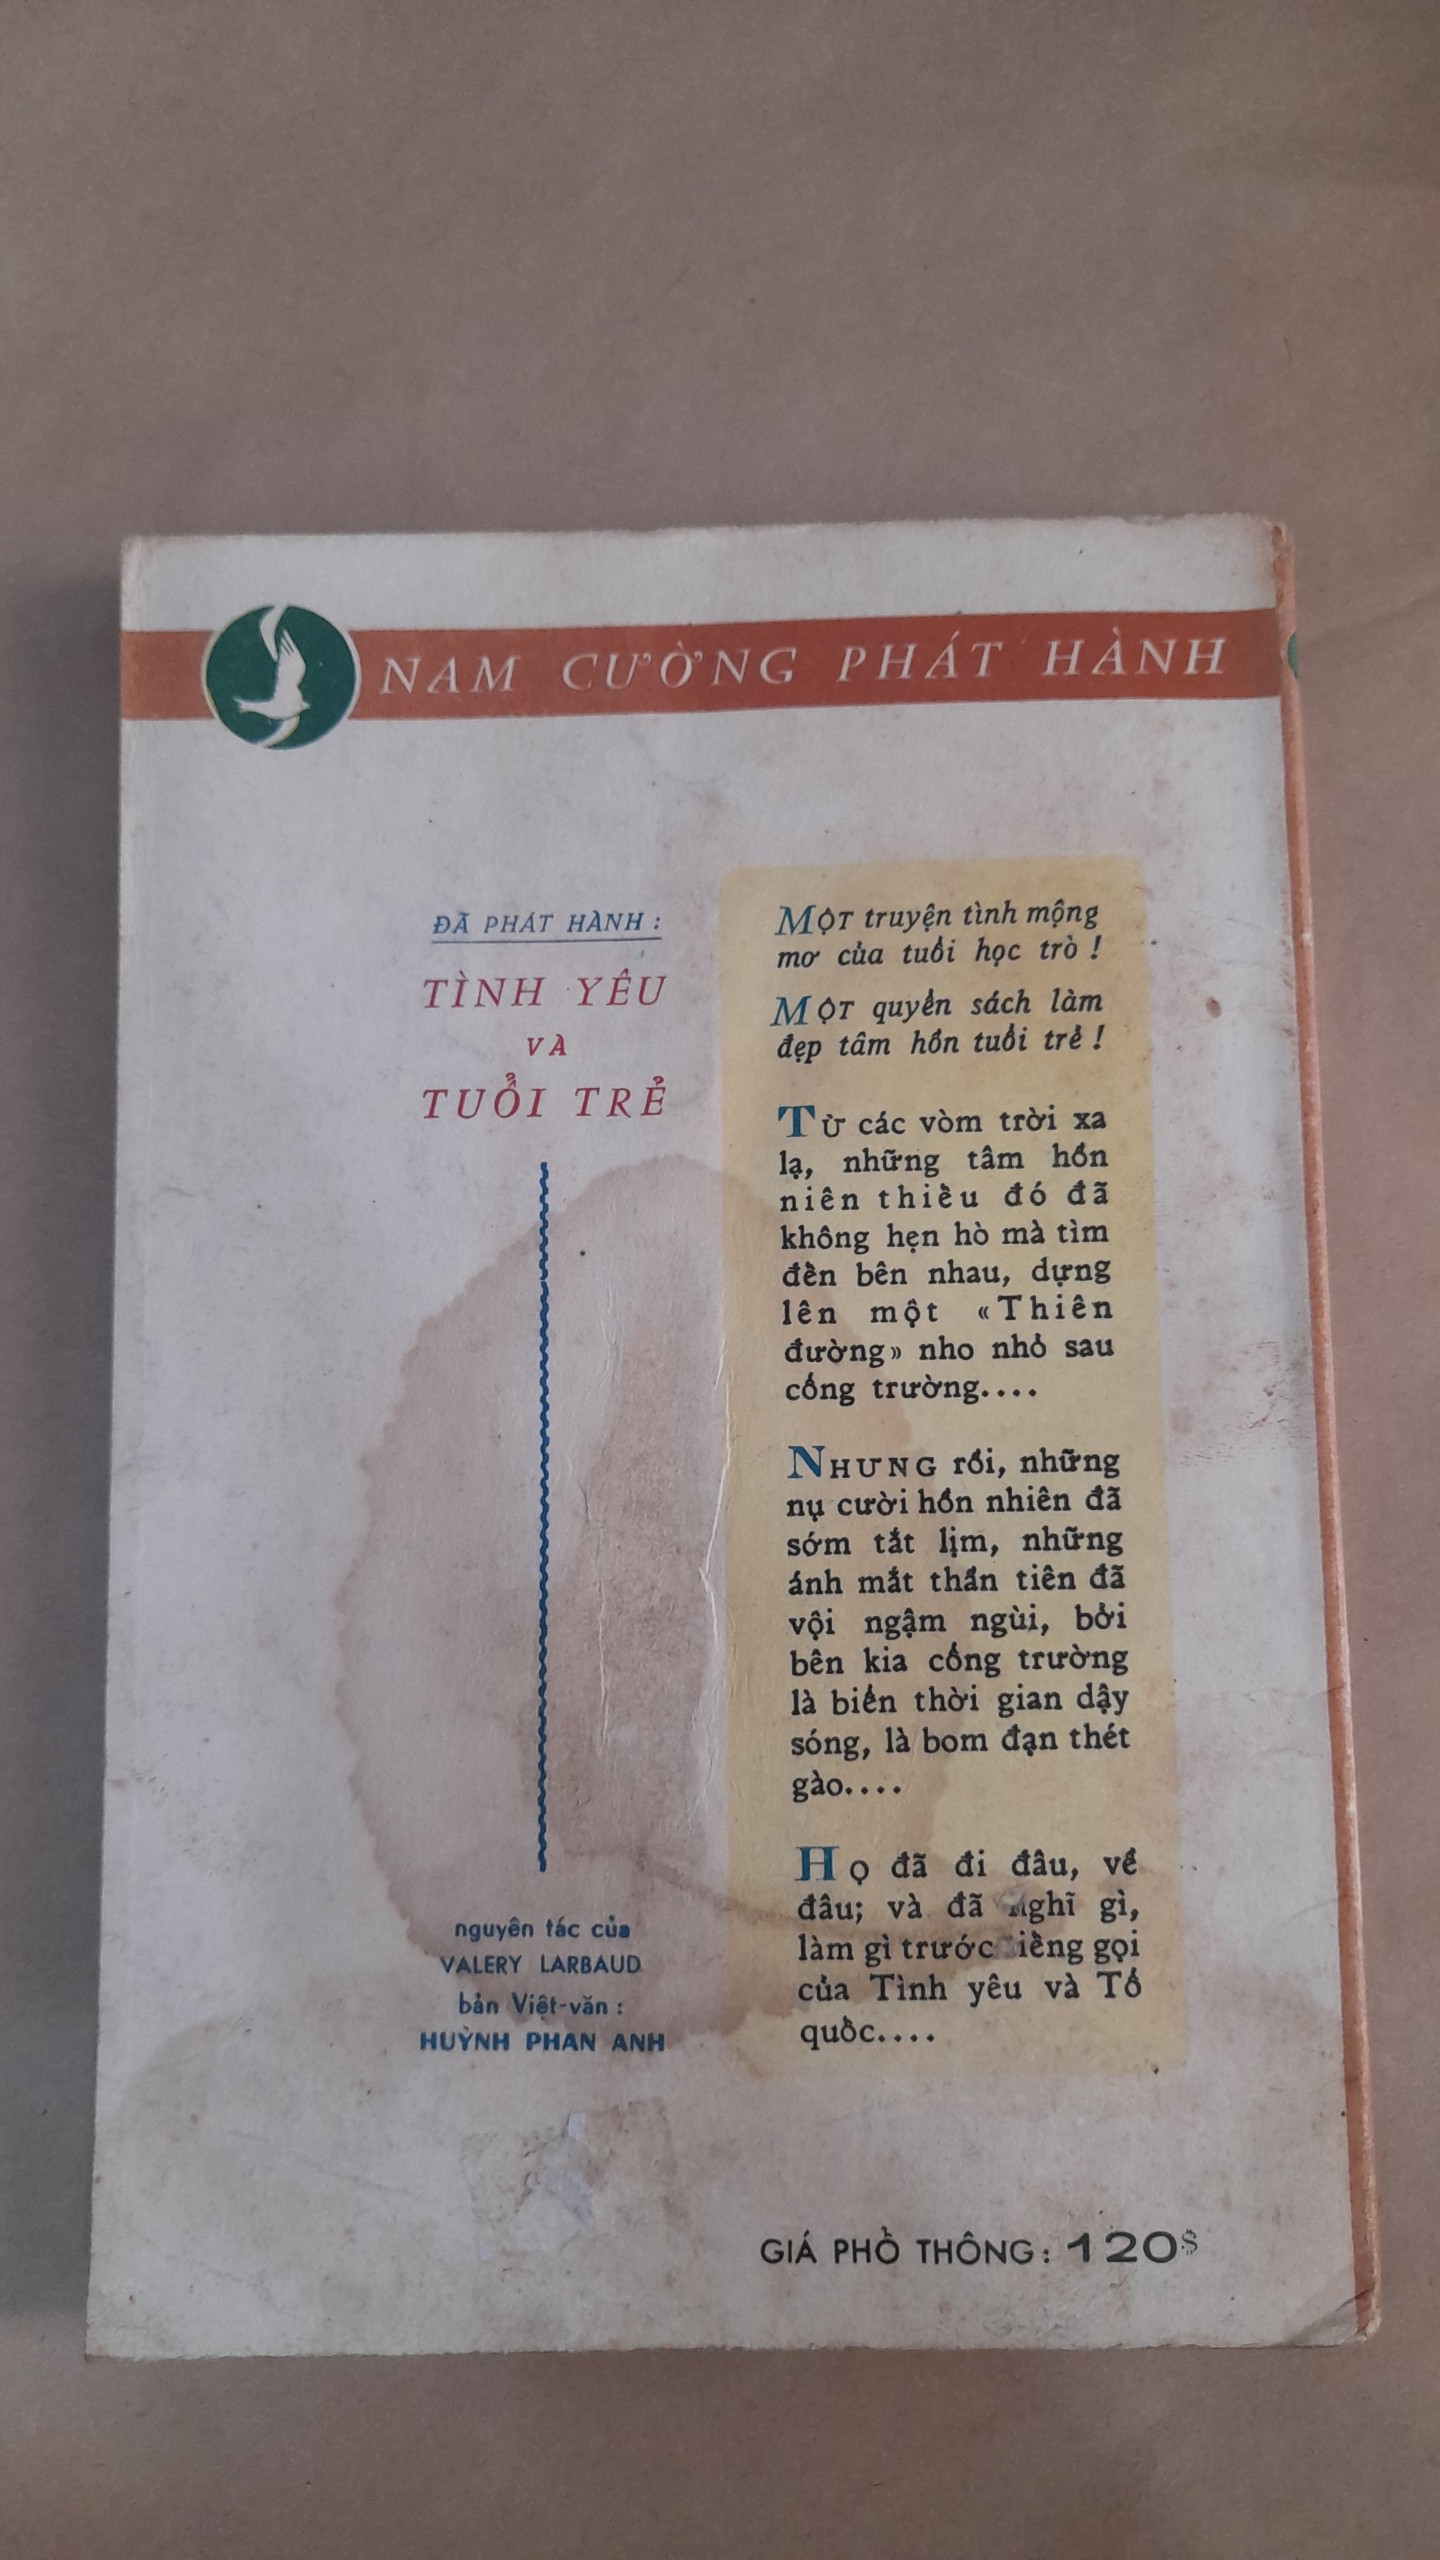 NAM CƯỜNG PHÁT HÀNH
ĐÃ PHÁT HÀNH :
TÌNH YÊU
VÀ
TUỔI TRẺ
nguyên tác của
VALERY LARBAUD
bản Việt-văn :
HUỲNH PHAN ANH
MỘT truyện tình mộng
mơ của tuổi học trò !
MỘT quyển sách làm
đẹp tâm hồn tuổi trẻ !
TỪ các vòm trời xa
lạ, những tâm hồn
niên thiếu đó đã
không hẹn hò mà tìm
đến bên nhau, dựng
lên một «Thiên
đường» nho nhỏ sau
cổng trường....
NHƯNG rồi, những
nụ cười hồn nhiên đã
sớm tắt lịm, những
ánh mắt thần tiên đã
vội ngậm ngùi, bởi
bên kia cổng trường
là biển thời gian dậy
sóng, là bom đạn thét
gào....
HỌ đã đi đâu, về
đâu; và đã nghĩ gì,
làm gì trước tiếng gọi
của Tình yêu và Tổ
quốc....
GIÁ PHỔ THÔNG : 120$